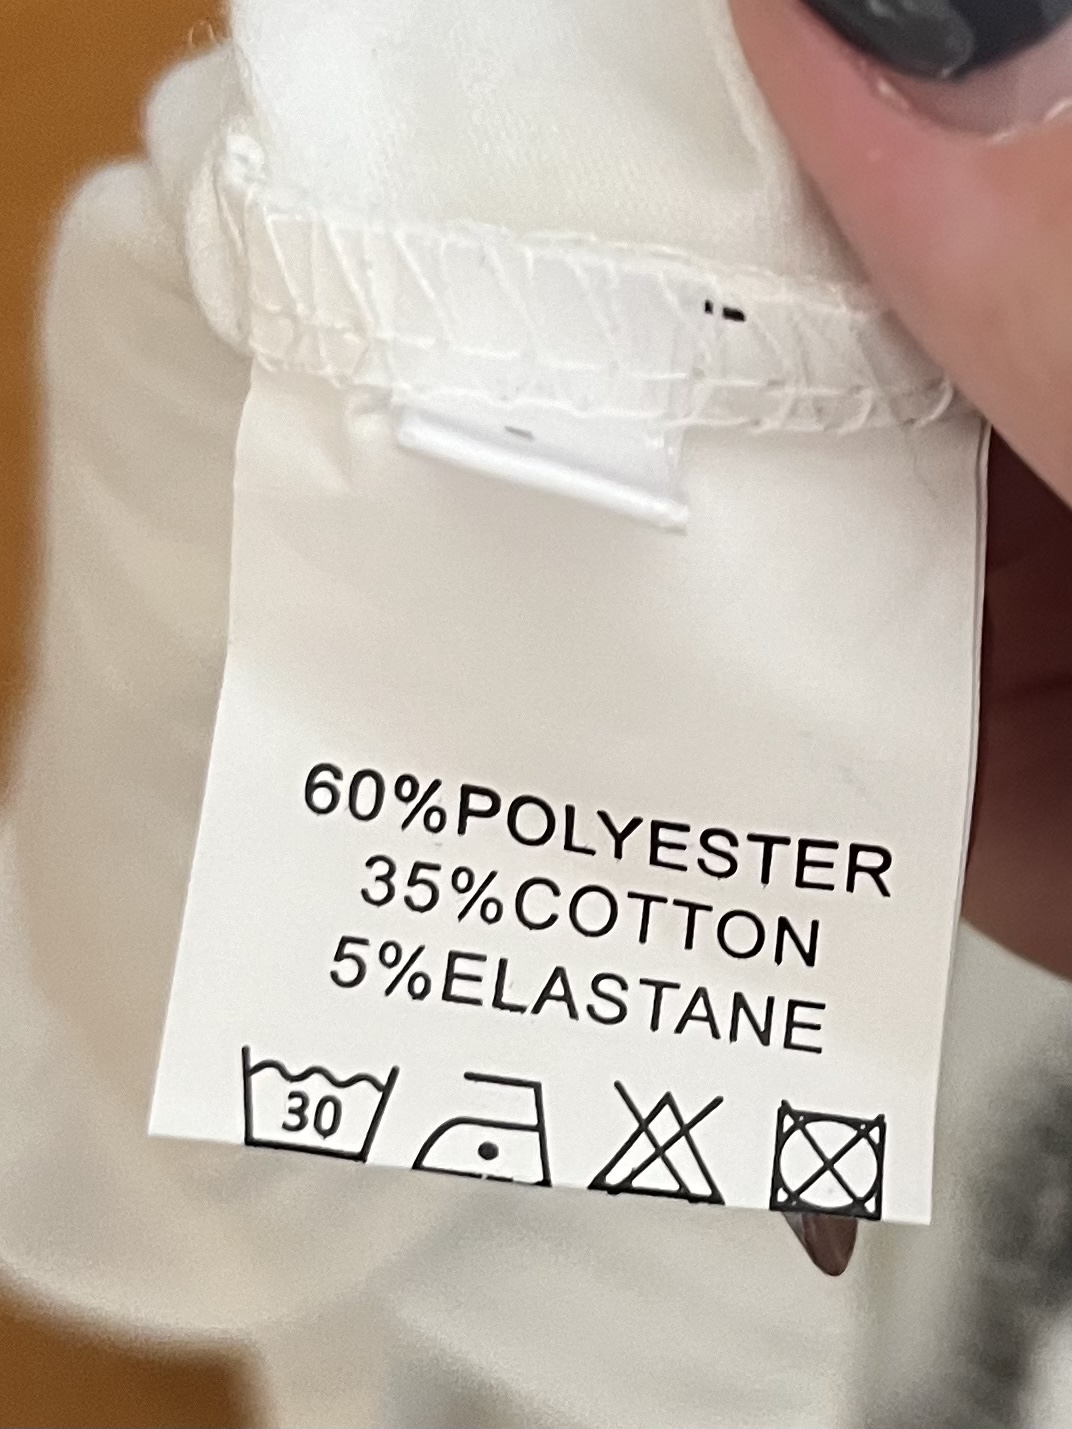 60%POLYESTER
35%COTTON
5%ELASTANE
30